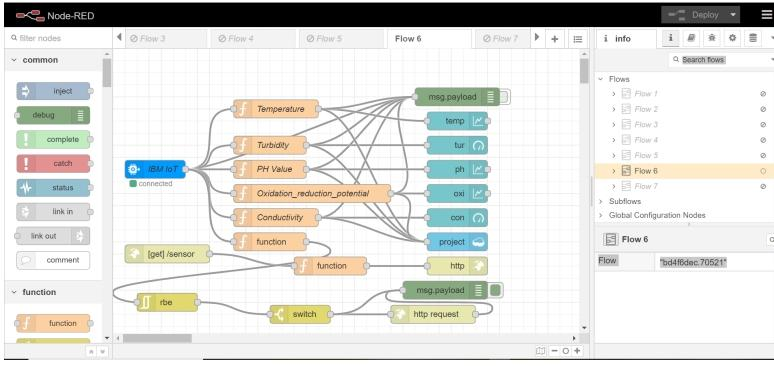 Node-RED
Deploy
filter nodes
Flow 3
Flow 4
Flow 5
Flow 6
Flow 7
info
common
inject
debug
complete
catch
status
link in
link out
comment
function
function
msg.payload
Temperature
temp
Turbidity
tur
IBM IoT
connected
PH Value
ph
Oxidation_reduction_potential
oxi
Conductivity
con
function
project
[get] /sensor
function
http
rbe
switch
msg.payload
http request
Search flows
Flows
Flow 1
Flow 2
Flow 3
Flow 4
Flow 5
Flow 6
Flow 7
Subflows
Global Configuration Nodes
Flow 6
Flow
"bd4f6dec.70521"